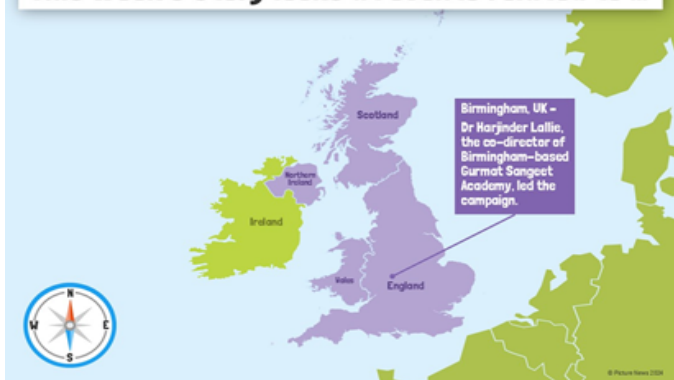 Scotland
Northern
Ireland
Ireland
Wales
England
Birmingham, UK –
Dr Harjinder Lallie,
the co-director of
Birmingham-based
Gurmat Sangeet
Academy, led the
campaign.
N
W
E
S
© Picture News 2024